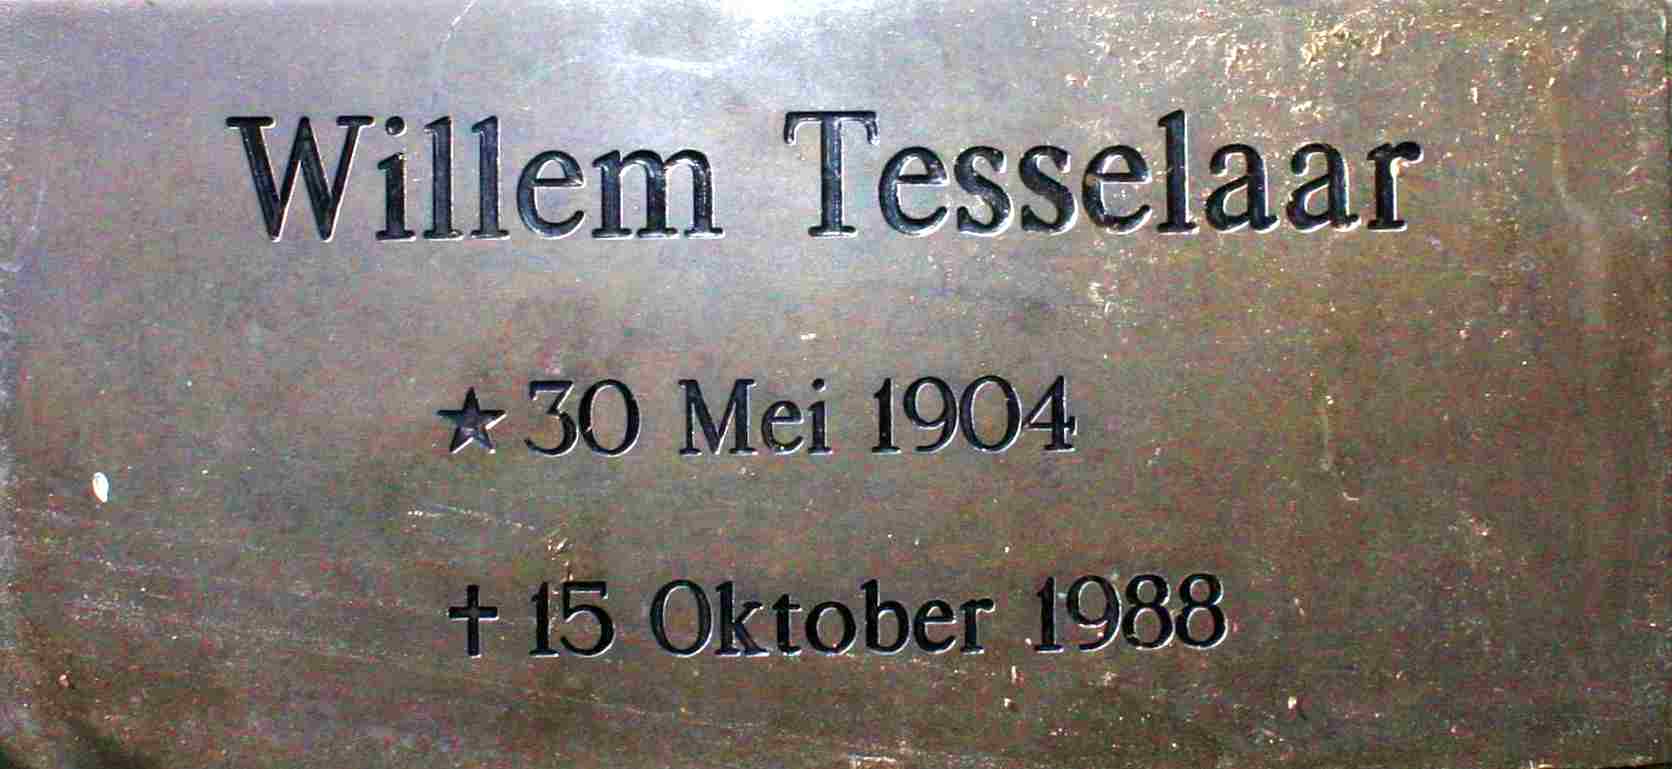 Willem Tesselaar
★ 30 Mei 1904
† 15 Oktober 1988